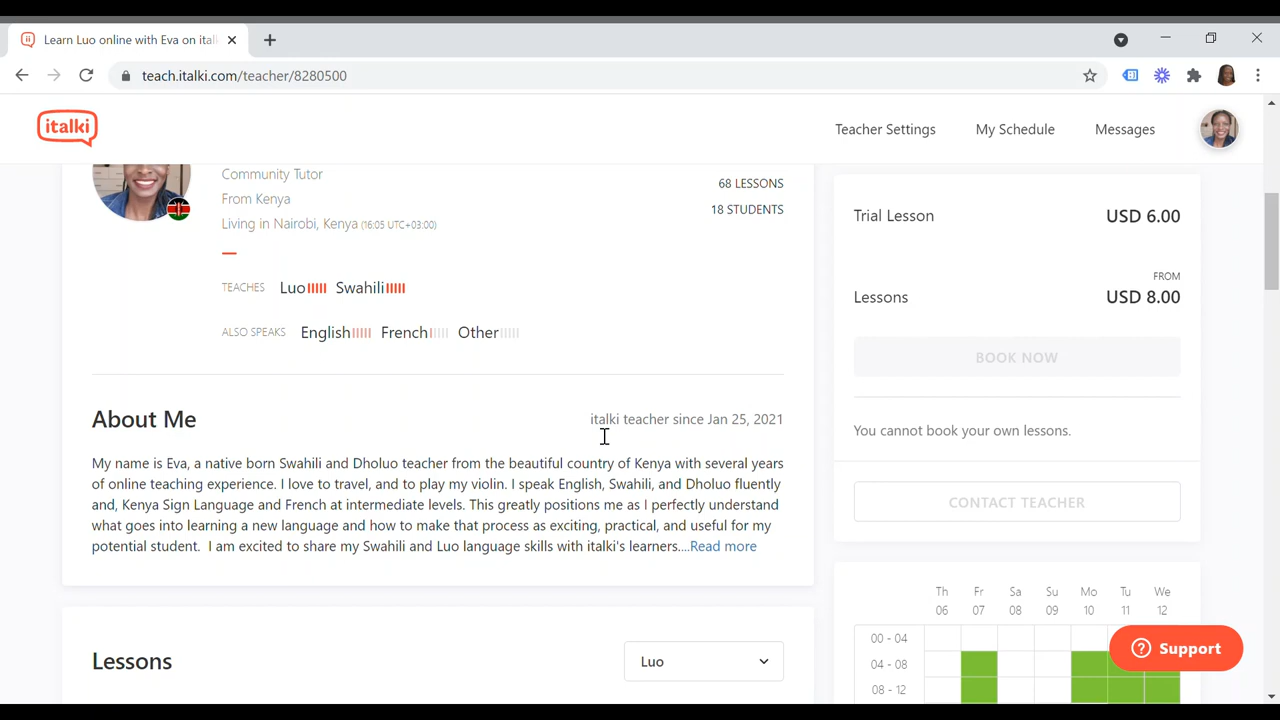 Learn Luo online with Eva on ital
teach.italki.com/teacher/8280500
italki
Teacher Settings
My Schedule
Messages
Community Tutor
From Kenya
Living in Nairobi, Kenya (16:05 UTC+03:00)
68 LESSONS
18 STUDENTS
TEACHES Luo Swahili
ALSO SPEAKS English French Other
About Me
italki teacher since Jan 25, 2021
My name is Eva, a native born Swahili and Dholuo teacher from the beautiful country of Kenya with several years
of online teaching experience. I love to travel, and to play my violin. I speak English, Swahili, and Dholuo fluently
and, Kenya Sign Language and French at intermediate levels. This greatly positions me as I perfectly understand
what goes into learning a new language and how to make that process as exciting, practical, and useful for my
potential student.  I am excited to share my Swahili and Luo language skills with italki's learners....Read more
Lessons
Luo
Trial Lesson
USD 6.00
FROM
Lessons
USD 8.00
BOOK NOW
You cannot book your own lessons.
CONTACT TEACHER
Th Fr Sa Su Mo Tu We
06 07 08 09 10 11 12
00 - 04
04 - 08
08 - 12
Support